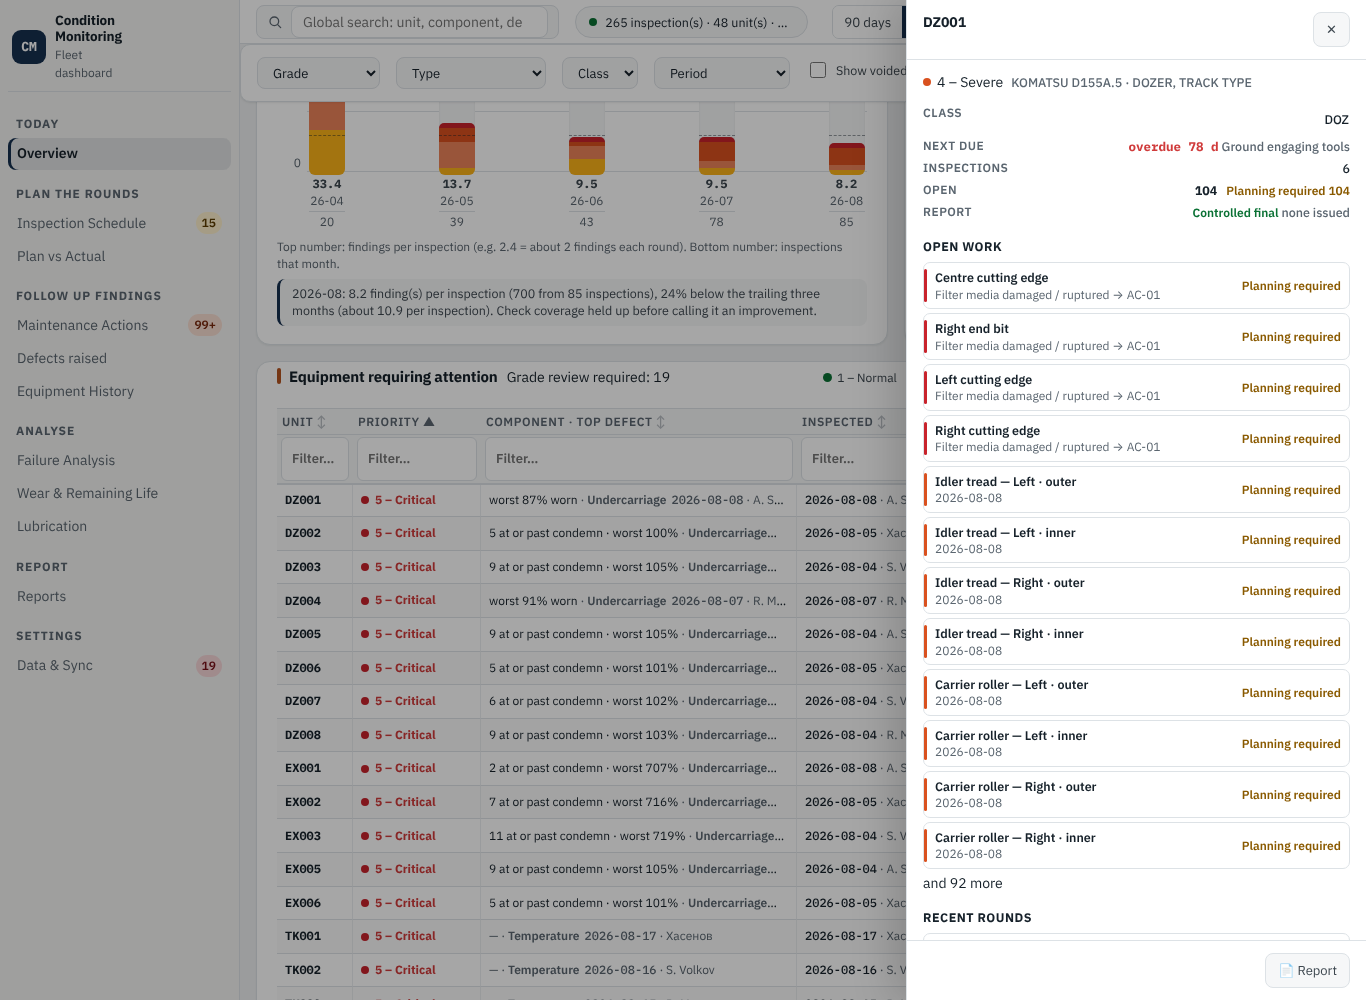 CM
Condition
Monitoring
Fleet
dashboard
TODAY
Overview
PLAN THE ROUNDS
Inspection Schedule 15
Plan vs Actual
FOLLOW UP FINDINGS
Maintenance Actions 99+
Defects raised
Equipment History
ANALYSE
Failure Analysis
Wear & Remaining Life
Lubrication
REPORT
Reports
SETTINGS
Data & Sync 19
Global search: unit, component, de
265 inspection(s) · 48 unit(s) · ...
90 days
Grade Type Class Period Show voided
0
33.4 13.7 9.5 9.5 8.2
26-04 26-05 26-06 26-07 26-08
20 39 43 78 85
Top number: findings per inspection (e.g. 2.4 = about 2 findings each round). Bottom number: inspections
that month.
2026-08: 8.2 finding(s) per inspection (700 from 85 inspections), 24% below the trailing three
months (about 10.9 per inspection). Check coverage held up before calling it an improvement.
Equipment requiring attention Grade review required: 19 1 – Normal
UNIT PRIORITY ▲ COMPONENT · TOP DEFECT INSPECTED
Filter... Filter... Filter... Filter...
DZ001 5 – Critical worst 87% worn · Undercarriage 2026-08-08 · A. S... 2026-08-08 · A. S
DZ002 5 – Critical 5 at or past condemn · worst 100% · Undercarriage... 2026-08-05 · Хас
DZ003 5 – Critical 9 at or past condemn · worst 105% · Undercarriage... 2026-08-04 · S. V
DZ004 5 – Critical worst 91% worn · Undercarriage 2026-08-07 · R. M... 2026-08-07 · R. M
DZ005 5 – Critical 9 at or past condemn · worst 105% · Undercarriage... 2026-08-04 · A. S
DZ006 5 – Critical 5 at or past condemn · worst 101% · Undercarriage... 2026-08-05 · Хас
DZ007 5 – Critical 6 at or past condemn · worst 102% · Undercarriage... 2026-08-04 · S. V
DZ008 5 – Critical 9 at or past condemn · worst 103% · Undercarriage... 2026-08-04 · R. M
EX001 5 – Critical 2 at or past condemn · worst 707% · Undercarriage... 2026-08-08 · A. S
EX002 5 – Critical 7 at or past condemn · worst 716% · Undercarriage... 2026-08-05 · Хас
EX003 5 – Critical 11 at or past condemn · worst 719% · Undercarriage... 2026-08-04 · S. V
EX005 5 – Critical 9 at or past condemn · worst 105% · Undercarriage... 2026-08-04 · A. S
EX006 5 – Critical 5 at or past condemn · worst 101% · Undercarriage... 2026-08-05 · Хас
TK001 5 – Critical — · Temperature 2026-08-17 · Хасенов 2026-08-17 · Хас
TK002 5 – Critical — · Temperature 2026-08-16 · S. Volkov 2026-08-16 · S. V
DZ001
×
4 – Severe KOMATSU D155A.5 · DOZER, TRACK TYPE
CLASS DOZ
NEXT DUE overdue 78 d Ground engaging tools
INSPECTIONS 6
OPEN 104 Planning required 104
REPORT Controlled final none issued
OPEN WORK
Centre cutting edge
Filter media damaged / ruptured → AC-01 Planning required
Right end bit
Filter media damaged / ruptured → AC-01 Planning required
Left cutting edge
Filter media damaged / ruptured → AC-01 Planning required
Right cutting edge
Filter media damaged / ruptured → AC-01 Planning required
Idler tread — Left · outer
2026-08-08 Planning required
Idler tread — Left · inner
2026-08-08 Planning required
Idler tread — Right · outer
2026-08-08 Planning required
Idler tread — Right · inner
2026-08-08 Planning required
Carrier roller — Left · outer
2026-08-08 Planning required
Carrier roller — Left · inner
2026-08-08 Planning required
Carrier roller — Right · outer
2026-08-08 Planning required
Carrier roller — Right · inner
2026-08-08 Planning required
and 92 more
RECENT ROUNDS
Report